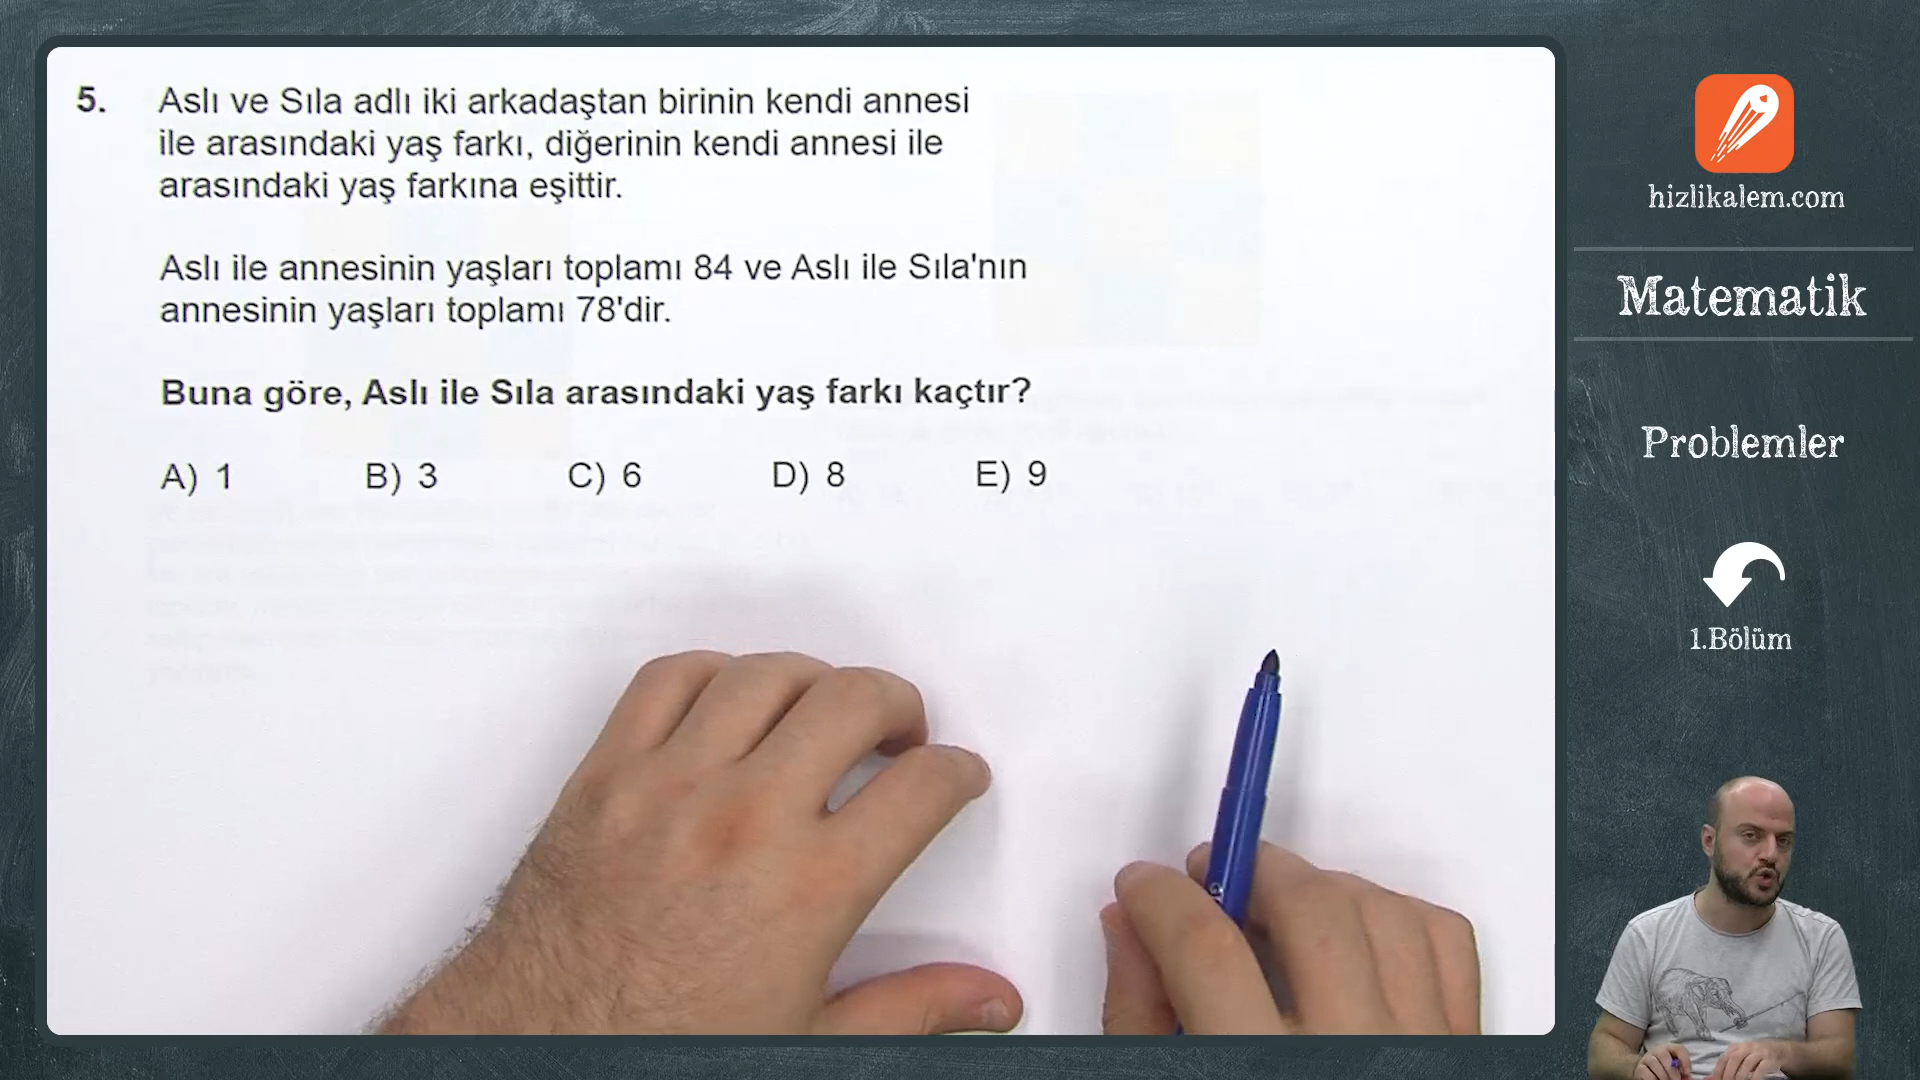 5. Aslı ve Sıla adlı iki arkadaştan birinin kendi annesi
ile arasındaki yaş farkı, diğerinin kendi annesi ile
arasındaki yaş farkına eşittir.
Aslı ile annesinin yaşları toplamı 84 ve Aslı ile Sıla'nın
annesinin yaşları toplamı 78'dir.
Buna göre, Aslı ile Sıla arasındaki yaş farkı kaçtır?
A) 1 B) 3 C) 6 D) 8 E) 9
hizlikalem.com
Matematik
Problemler
1.Bölüm